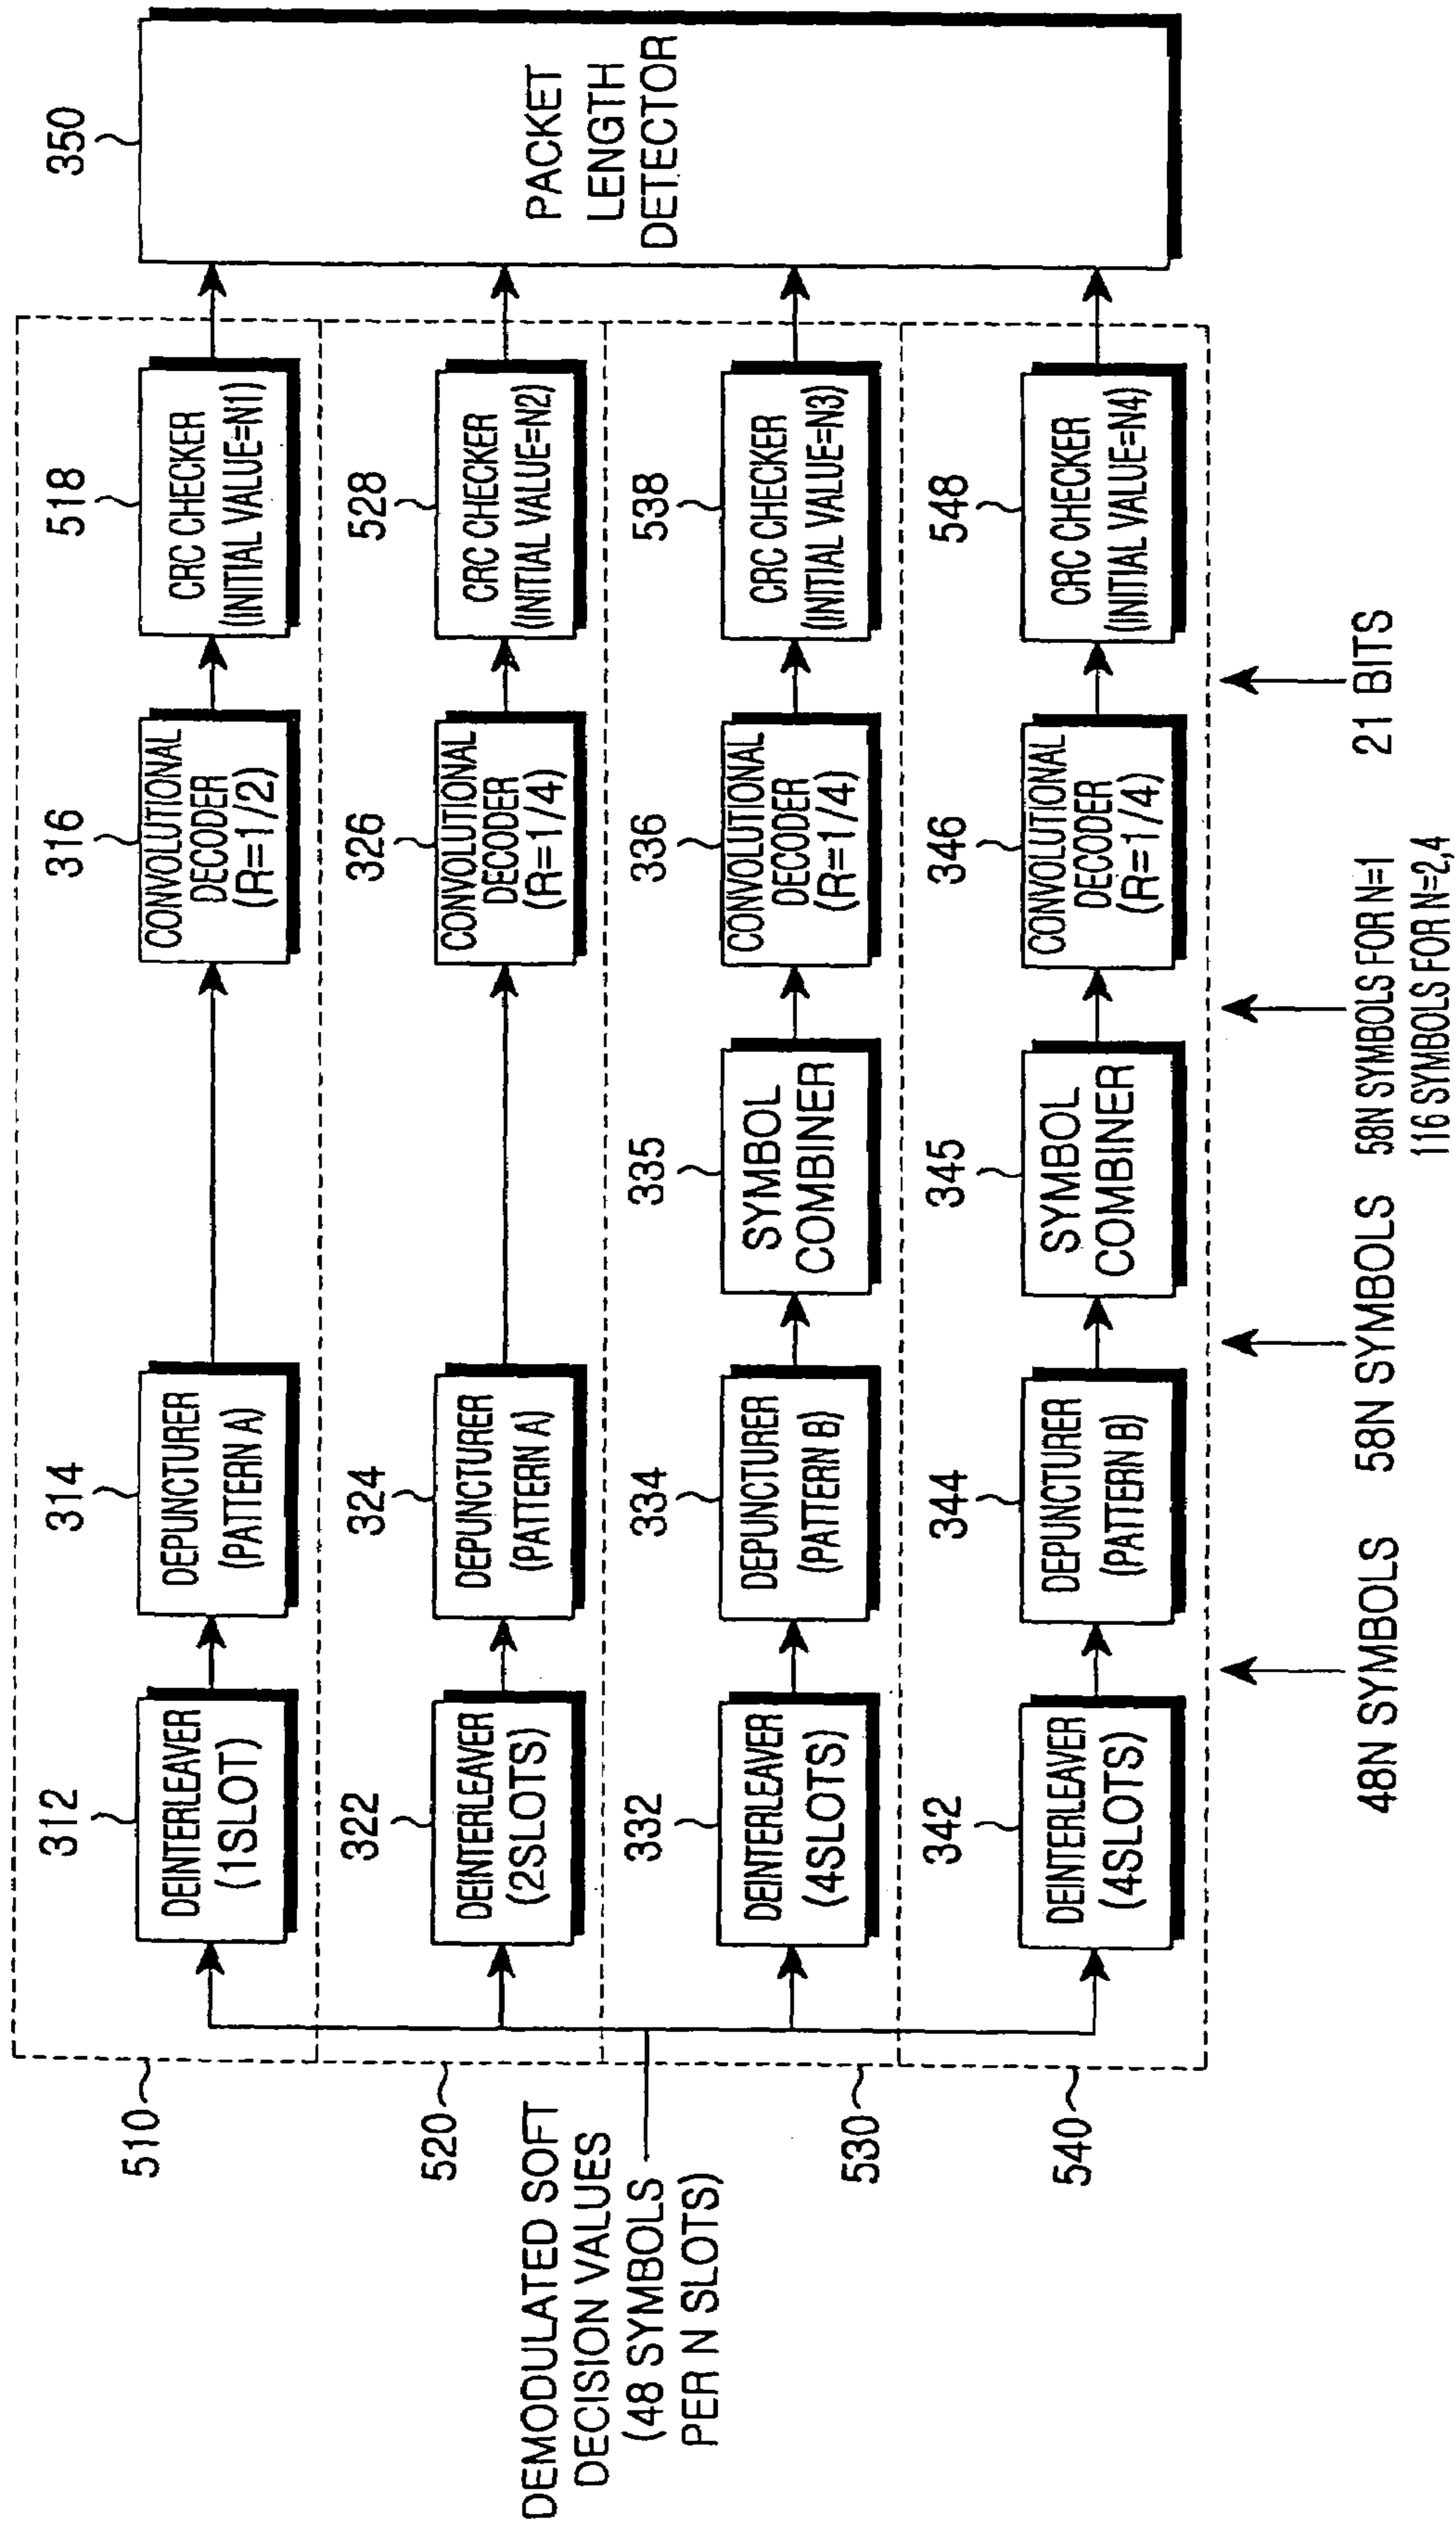 510
312
DEINTERLEAVER
(1SLOT)
314
DEPUNCTURER
(PATTERN A)
316
CONVOLUTIONAL
DECODER
(R=1/2)
518
CRC CHECKER
(INITIAL VALUE=N1)
350
PACKET
LENGTH
DETECTOR
520
322
DEINTERLEAVER
(2SLOTS)
324
DEPUNCTURER
(PATTERN A)
326
CONVOLUTIONAL
DECODER
(R=1/4)
528
CRC CHECKER
(INITIAL VALUE=N2)
DEMODULATED SOFT
DECISION VALUES
(48 SYMBOLS
PER N SLOTS)
530
332
DEINTERLEAVER
(4SLOTS)
334
DEPUNCTURER
(PATTERN B)
335
SYMBOL
COMBINER
336
CONVOLUTIONAL
DECODER
(R=1/4)
538
CRC CHECKER
(INITIAL VALUE=N3)
540
342
DEINTERLEAVER
(4SLOTS)
344
DEPUNCTURER
(PATTERN B)
345
SYMBOL
COMBINER
346
CONVOLUTIONAL
DECODER
(R=1/4)
548
CRC CHECKER
(INITIAL VALUE=N4)
48N SYMBOLS
58N SYMBOLS
58N SYMBOLS FOR N=1
116 SYMBOLS FOR N=2,4
21 BITS